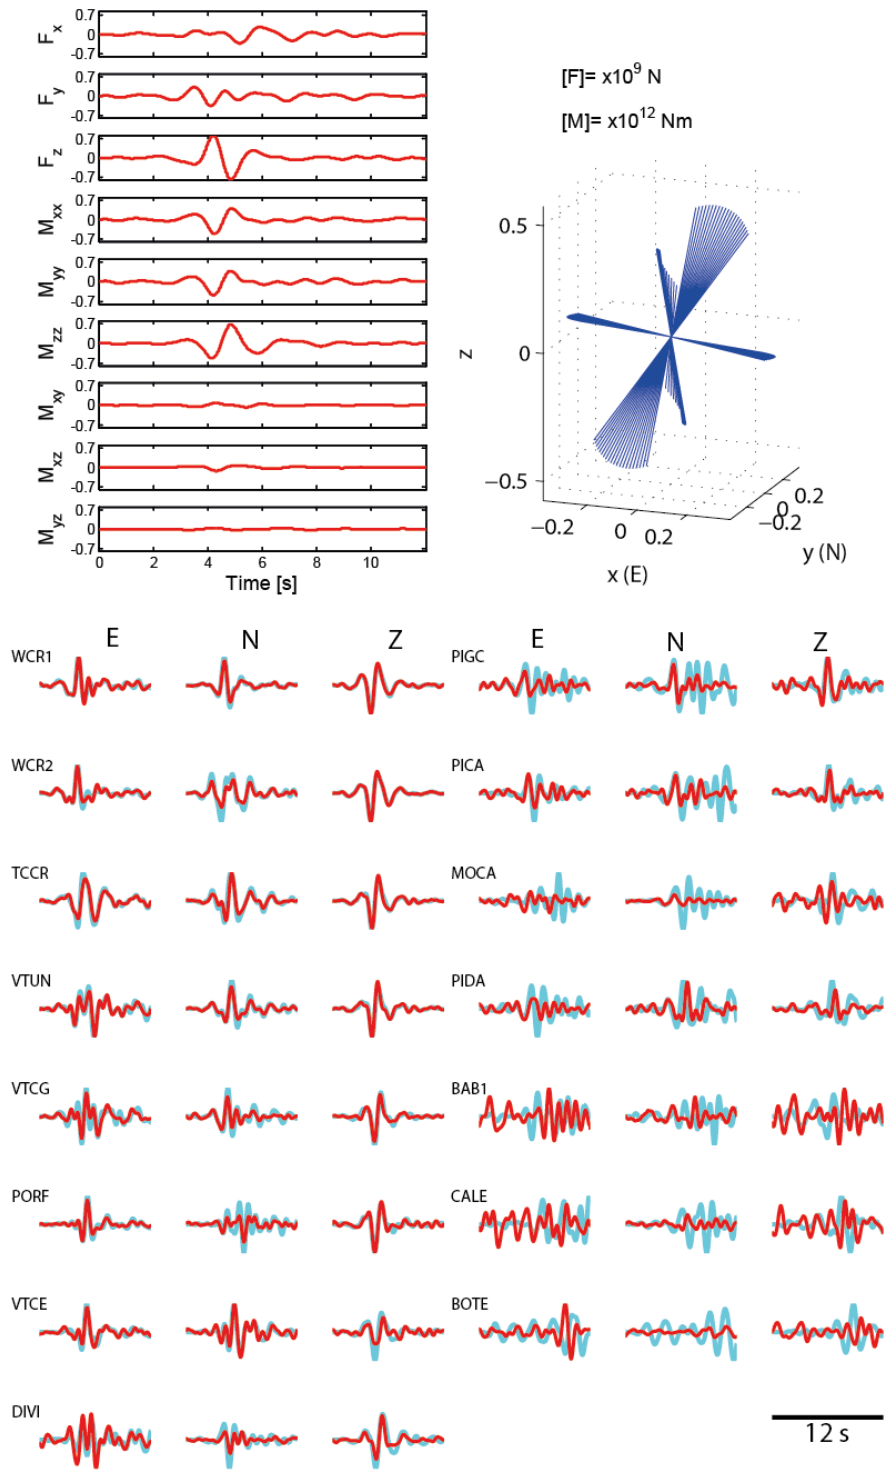 F_x 0.7 0 -0.7
F_y 0.7 0 -0.7
F_z 0.7 0 -0.7
M_xx 0.7 0 -0.7
M_yy 0.7 0 -0.7
M_zz 0.7 0 -0.7
M_xy 0.7 0 -0.7
M_xz 0.7 0 -0.7
M_yz 0.7 0 -0.7
0 2 4 6 8 10
Time [s]
[F]= x10^9 N
[M]= x10^12 Nm
0.5
0
−0.5
z
−0.2 0 0.2
x (E)
−0.2 0 0.2
y (N)
E N Z
WCR1
WCR2
TCCR
VTUN
VTCG
PORF
VTCE
DIVI
E N Z
PIGC
PICA
MOCA
PIDA
BAB1
CALE
BOTE
12 s